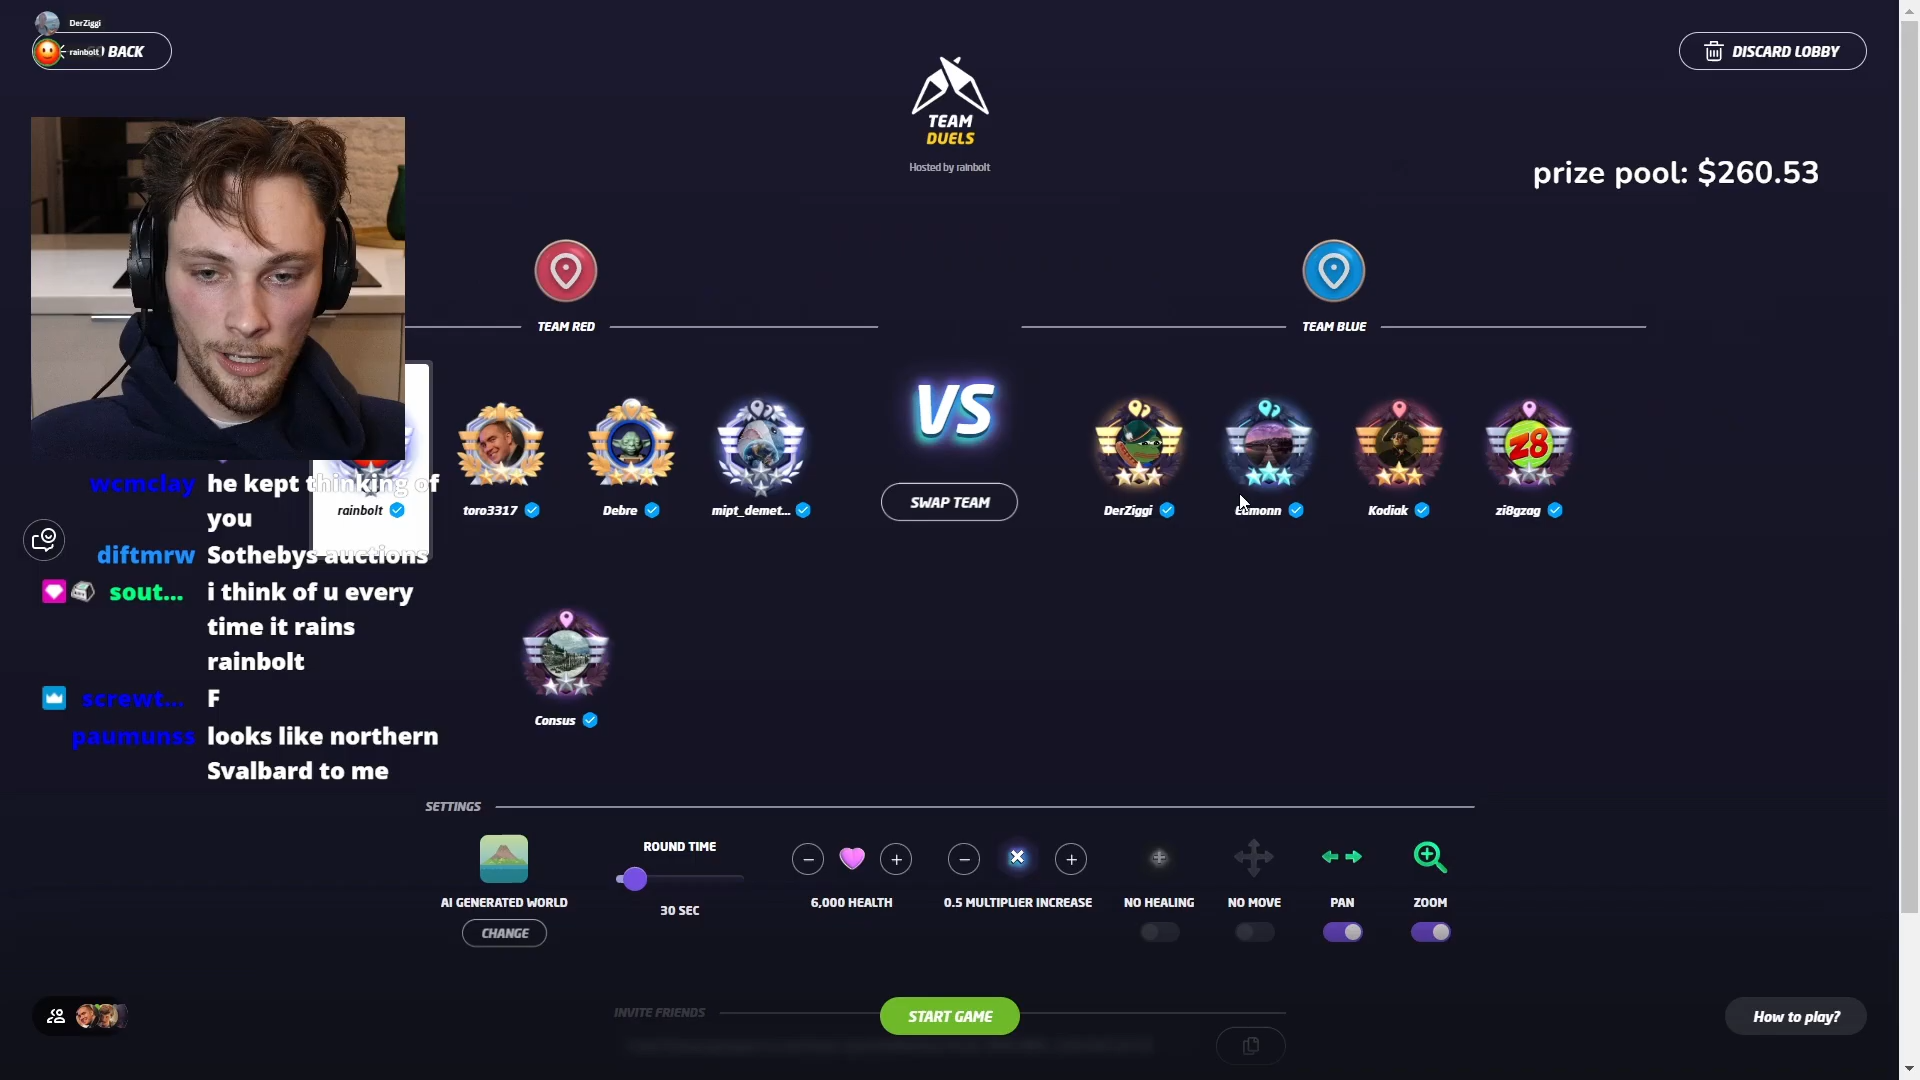 DerZiggi
rainbolt
BACK
DISCARD LOBBY
TEAM
DUELS
Hosted by rainbolt
prize pool: $260.53
TEAM RED
TEAM BLUE
VS
SWAP TEAM
rainbolt
toro3317
Debre
mipt_demet...
DerZiggi
Kodiak
Z8
zi8gzag
wcmclay he kept thinking of
you
diftmrw Sothebys auctions
sout... i think of u every
time it rains
rainbolt
screwt... F
paumunss looks like northern
Svalbard to me
Consus
SETTINGS
AI GENERATED WORLD
CHANGE
ROUND TIME
30 SEC
6,000 HEALTH
0.5 MULTIPLIER INCREASE
NO HEALING
NO MOVE
PAN
ZOOM
INVITE FRIENDS
START GAME
How to play?